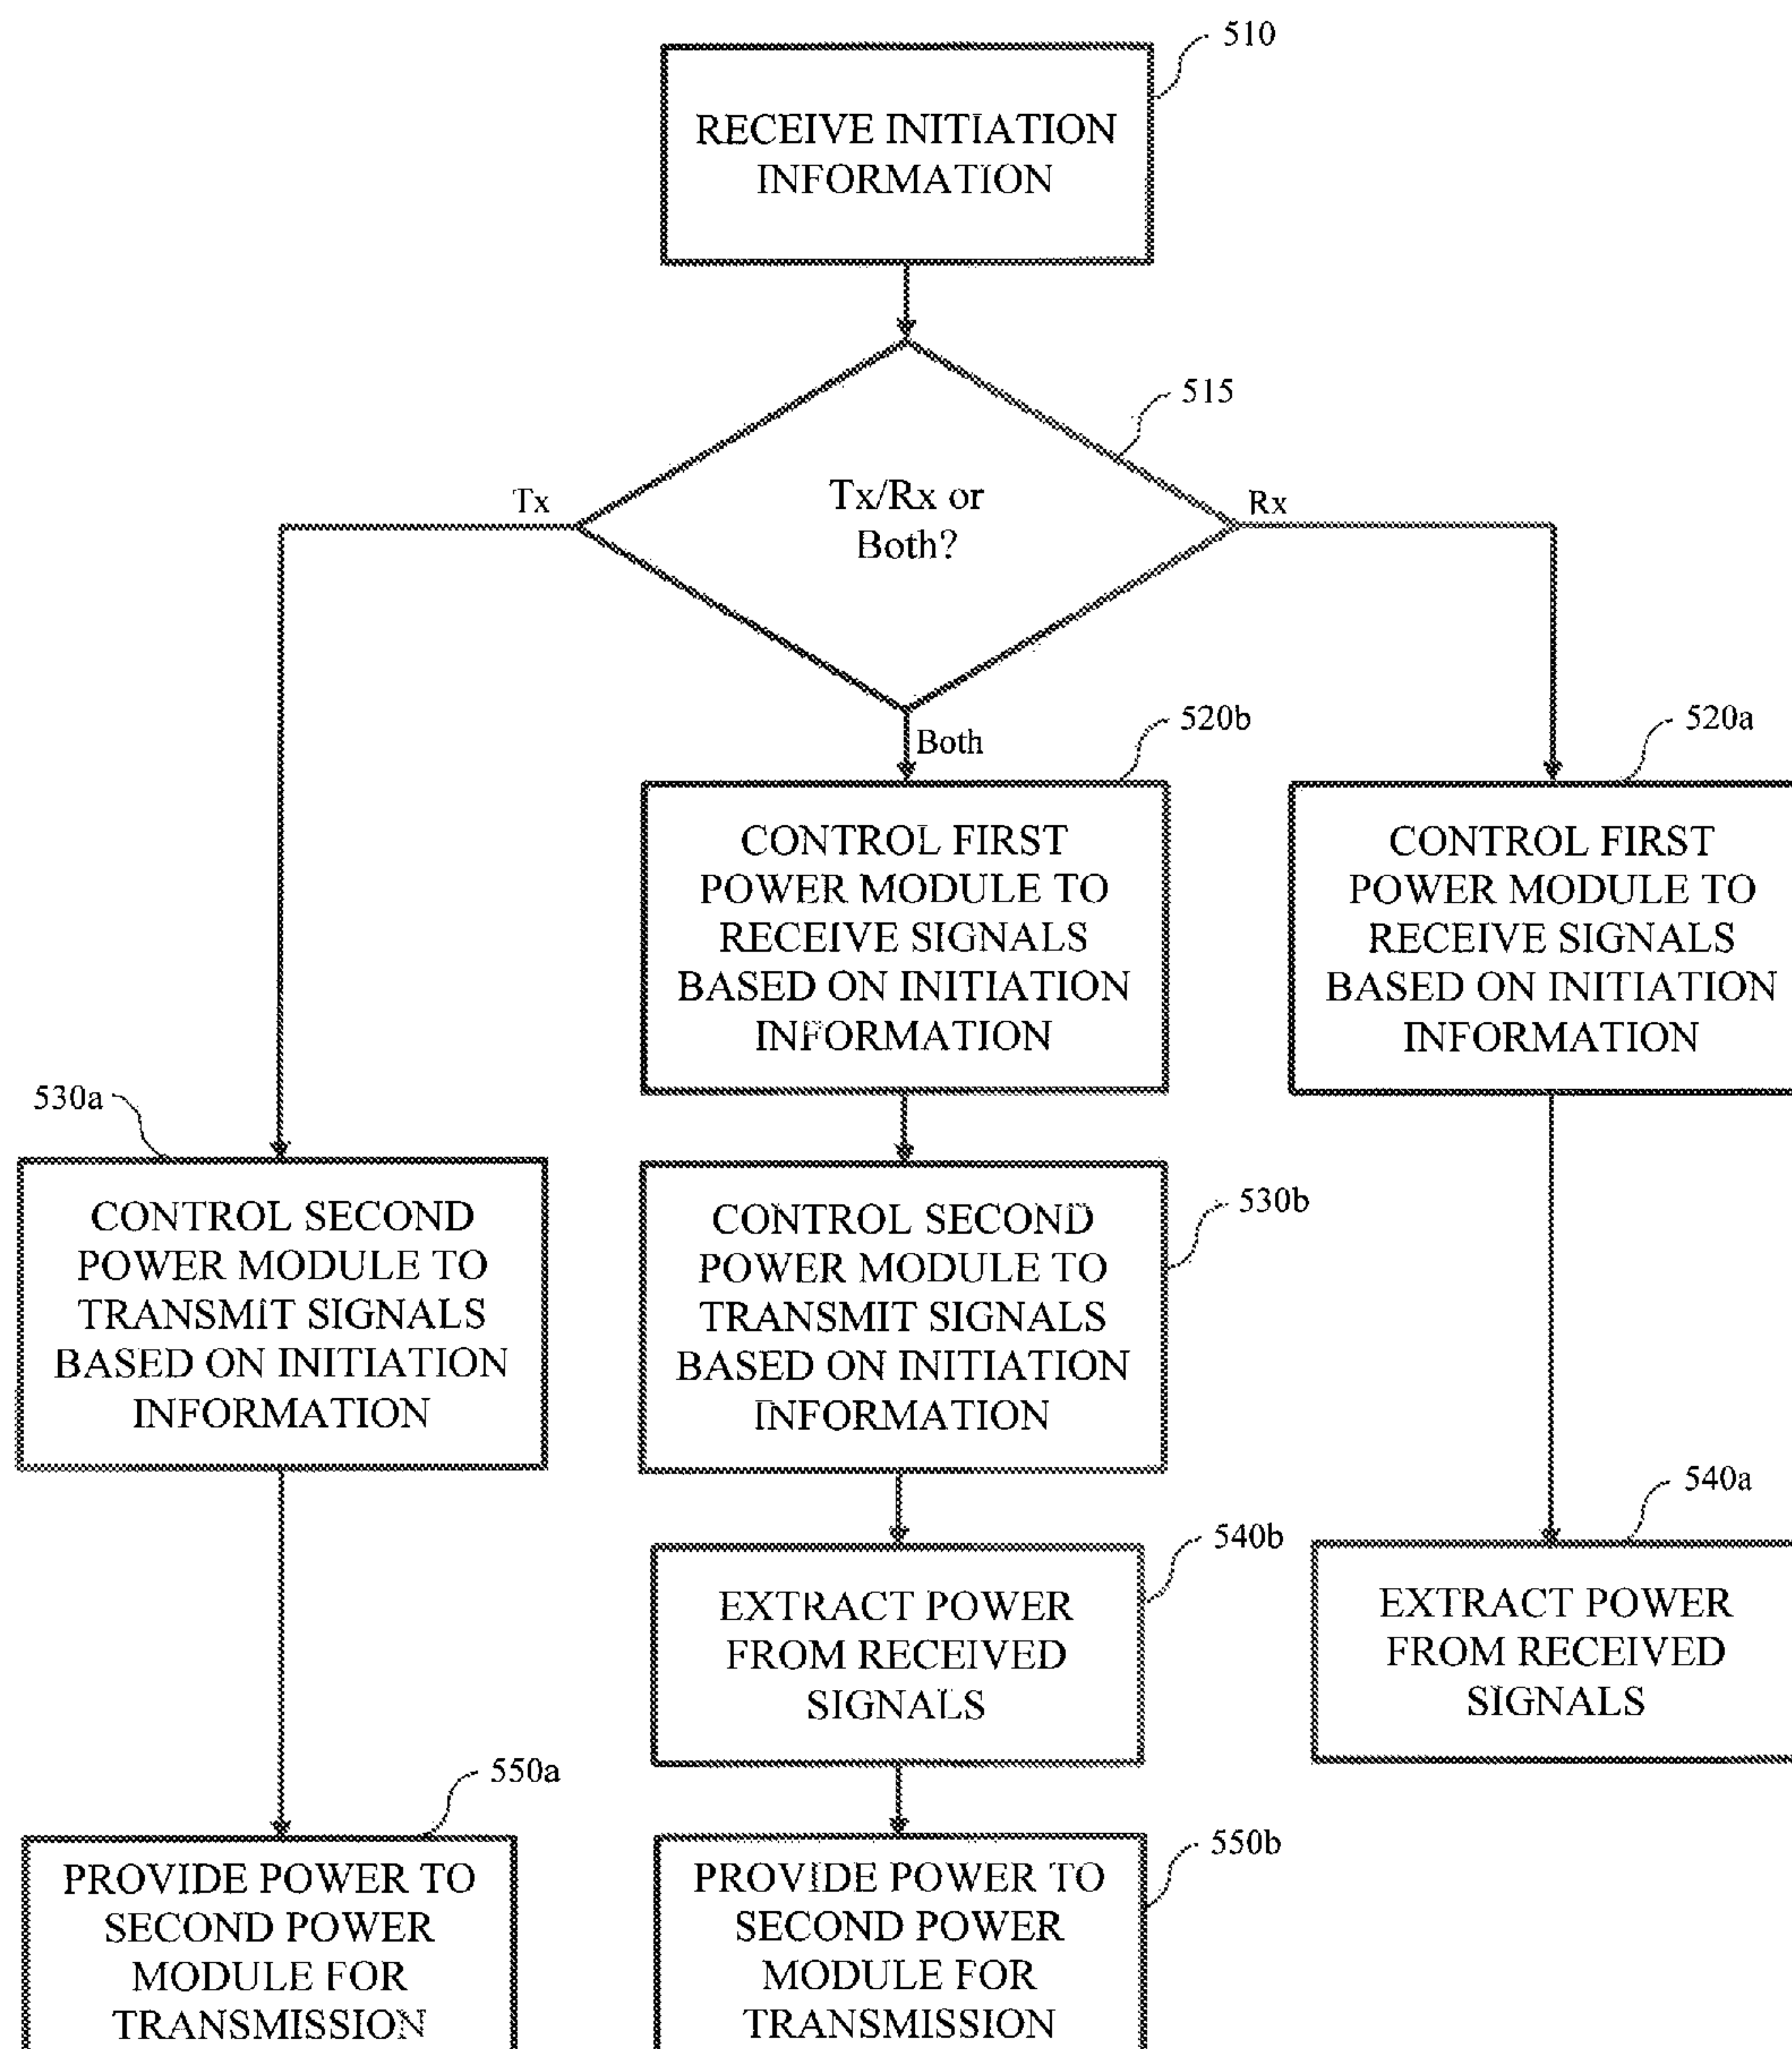 510
RECEIVE INITIATION
INFORMATION
515
Tx/Rx or
Both?
Tx
Rx
Both
520b
520a
CONTROL FIRST
POWER MODULE TO
RECEIVE SIGNALS
BASED ON INITIATION
INFORMATION
CONTROL FIRST
POWER MODULE TO
RECEIVE SIGNALS
BASED ON INITIATION
INFORMATION
530a
CONTROL SECOND
POWER MODULE TO
TRANSMIT SIGNALS
BASED ON INITIATION
INFORMATION
530b
CONTROL SECOND
POWER MODULE TO
TRANSMIT SIGNALS
BASED ON INITIATION
INFORMATION
540b
EXTRACT POWER
FROM RECEIVED
SIGNALS
540a
EXTRACT POWER
FROM RECEIVED
SIGNALS
550a
PROVIDE POWER TO
SECOND POWER
MODULE FOR
TRANSMISSION
550b
PROVIDE POWER TO
SECOND POWER
MODULE FOR
TRANSMISSION